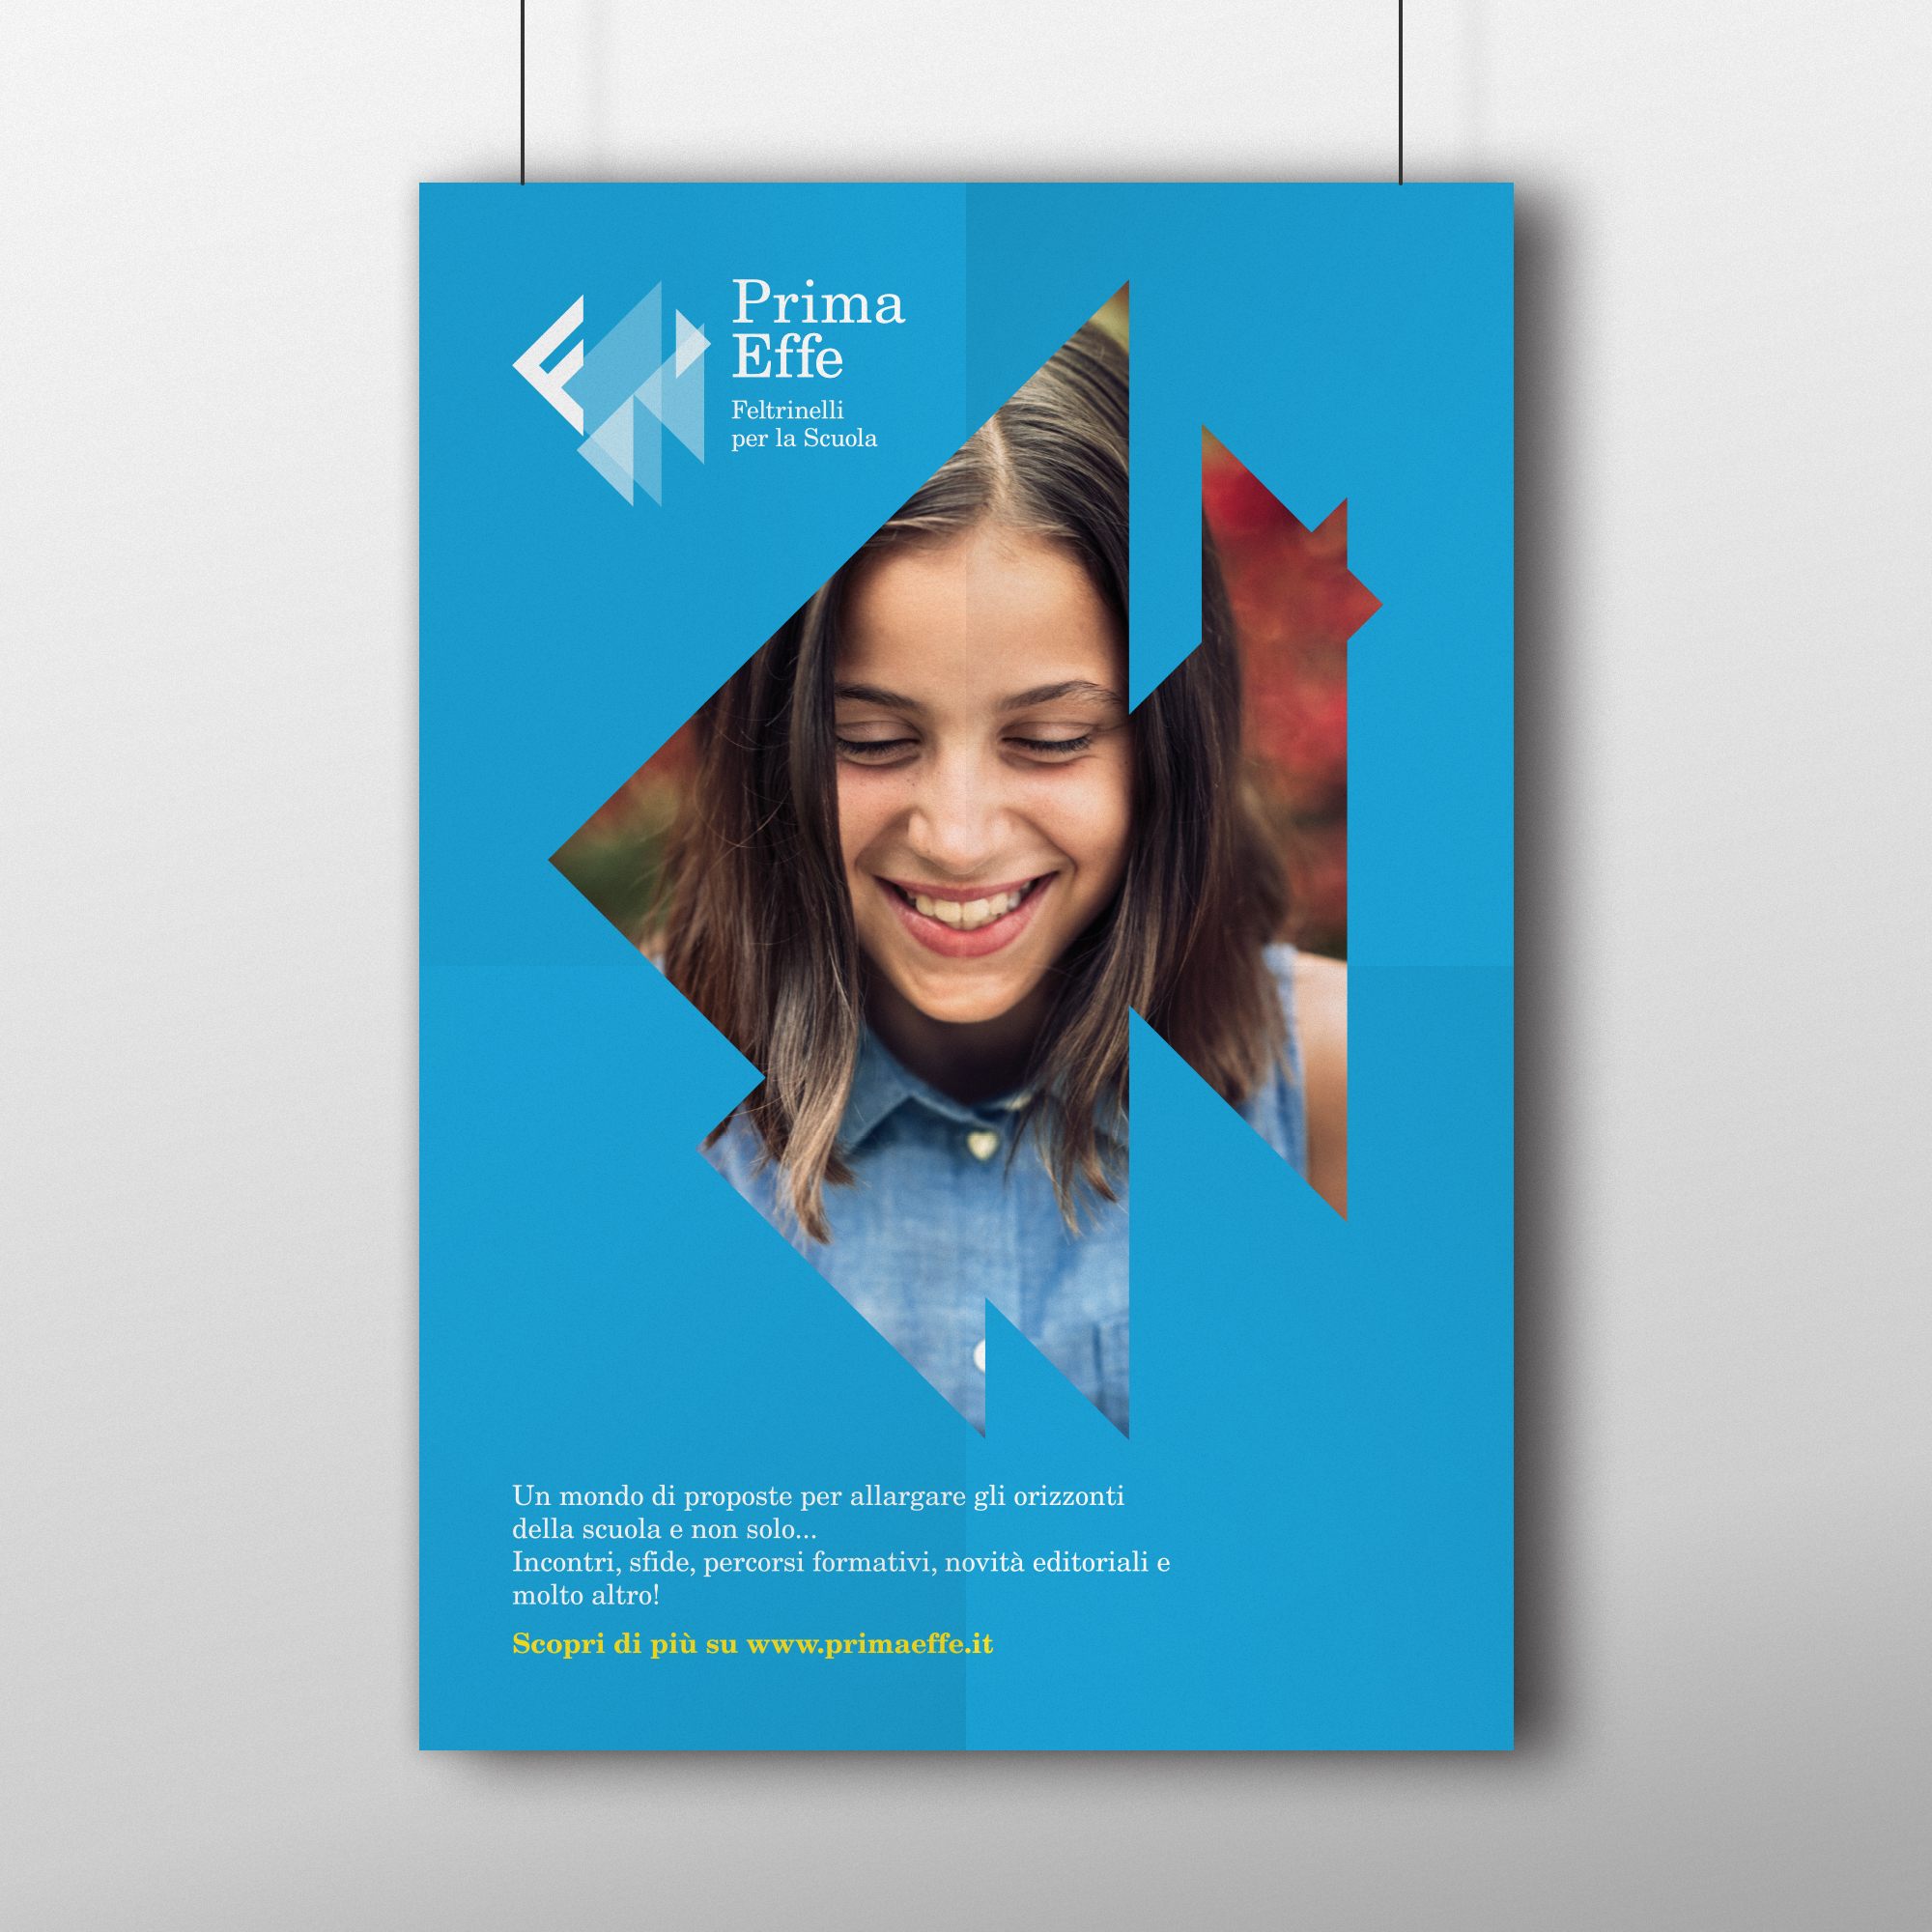 Prima
Effe
Feltrinelli
per la Scuola
Un mondo di proposte per allargare gli orizzonti
della scuola e non solo...
Incontri, sfide, percorsi formativi, novità editoriali e
molto altro!
Scopri di più su www.primaeffe.it